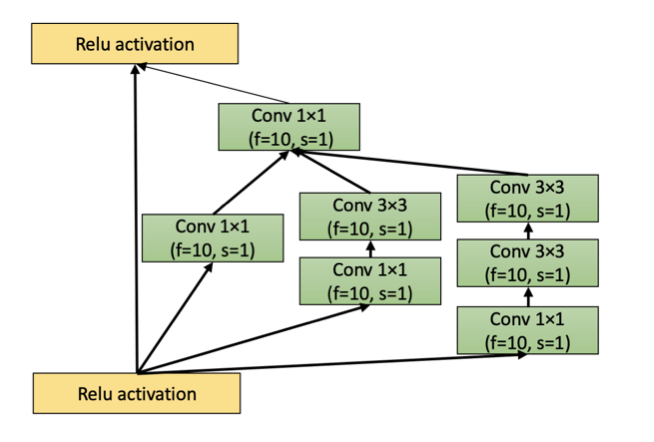 Relu activation
Conv 1×1
(f=10, s=1)
Conv 3×3
(f=10, s=1)
Conv 3×3
(f=10, s=1)
Conv 1×1
(f=10, s=1)
Conv 3×3
(f=10, s=1)
Conv 1×1
(f=10, s=1)
Conv 1×1
(f=10, s=1)
Relu activation